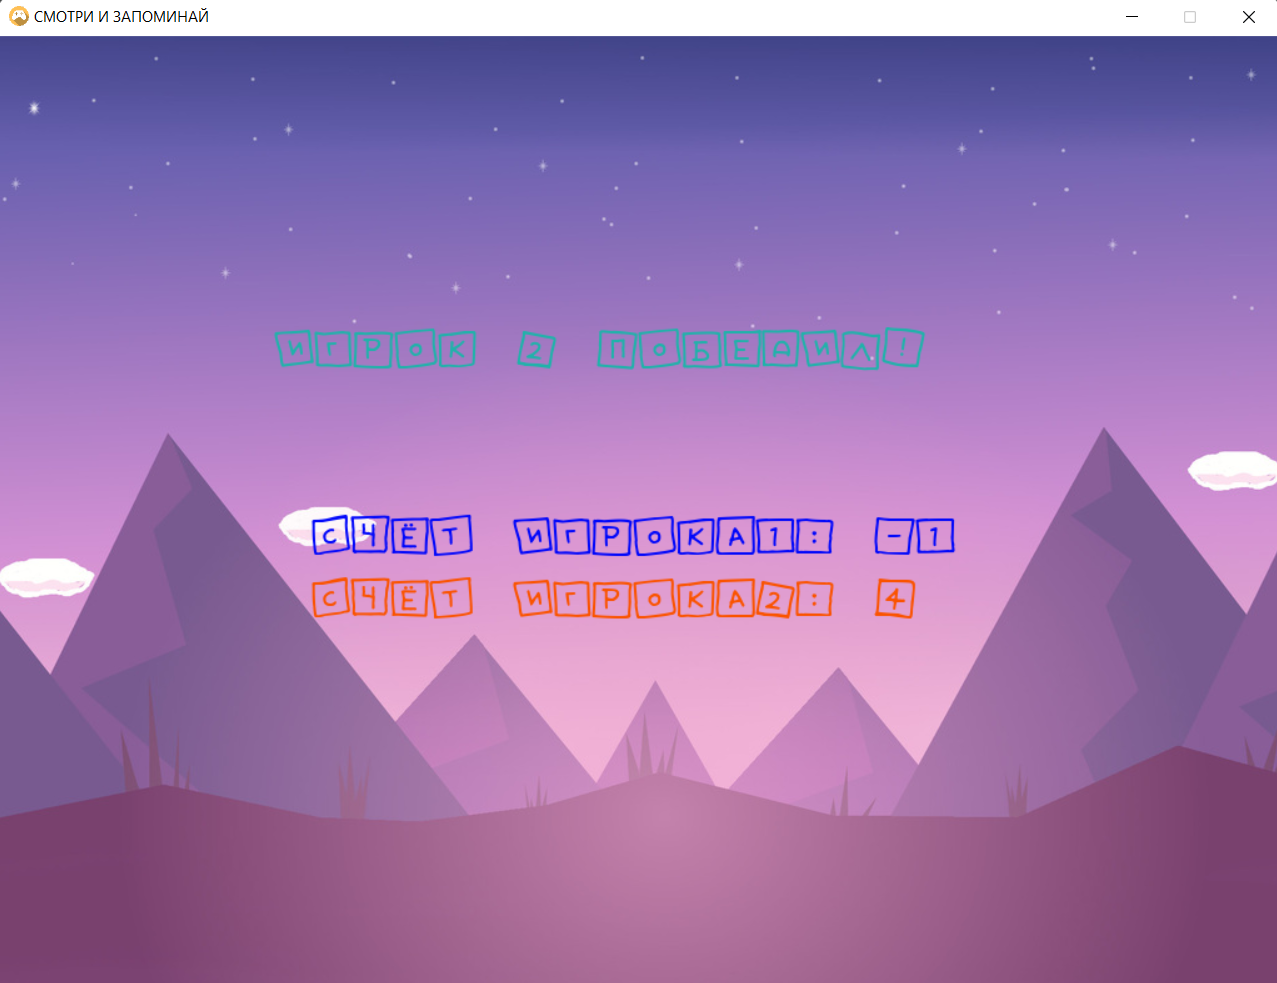 СМОТРИ И ЗАПОМИНАЙ
ИГРОК 2 ПОБЕДИЛ!
СЧЁТ ИГРОКА1: -1
СЧЁТ ИГРОКА2: 4